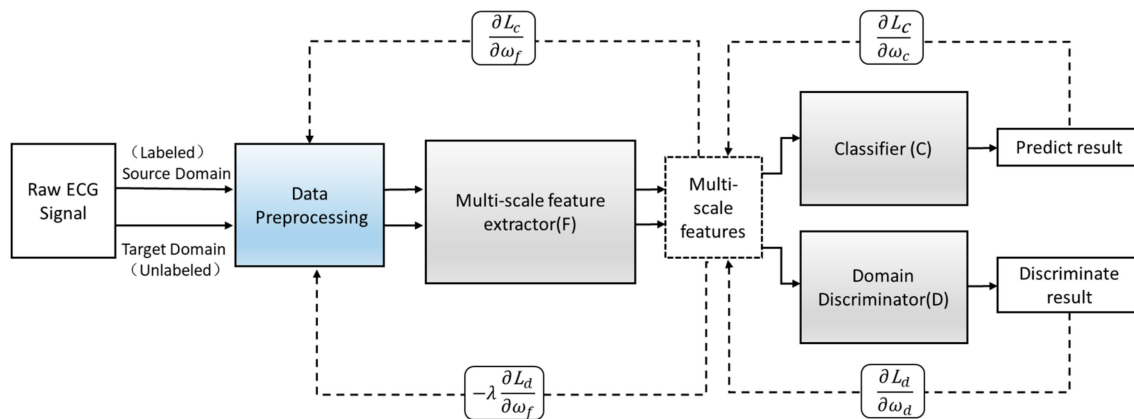 ∂L_c
∂ω_f
∂L_C
∂ω_c
Raw ECG
Signal
（Labeled）
Source Domain
Target Domain
（Unlabeled）
Data
Preprocessing
Multi-scale feature
extractor(F)
Multi-
scale
features
Classifier (C)
Predict result
Domain
Discriminator(D)
Discriminate
result
−λ ∂L_d
∂ω_f
∂L_d
∂ω_d